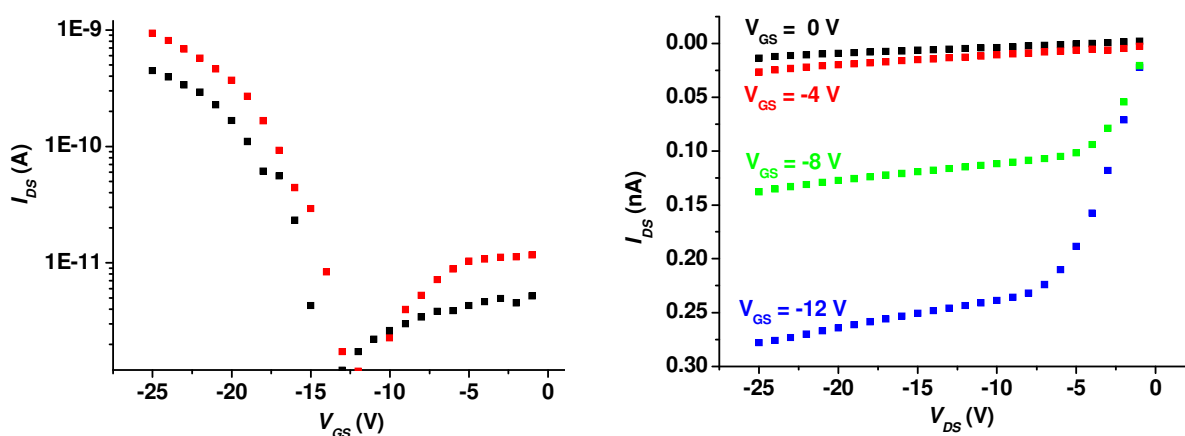 1E-9
1E-10
1E-11
I_DS (A)
-25 -20 -15 -10 -5 0
V_GS (V)
0.00
0.05
0.10
0.15
0.20
0.25
0.30
I_DS (nA)
V_GS = 0 V
V_GS = -4 V
V_GS = -8 V
V_GS = -12 V
-25 -20 -15 -10 -5 0
V_DS (V)